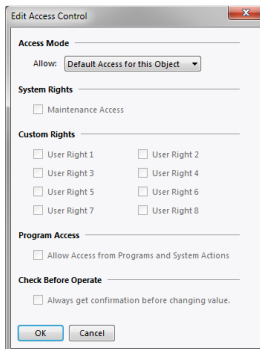 Edit Access Control
Access Mode
Allow: Default Access for this Object
System Rights
Maintenance Access
Custom Rights
User Right 1 User Right 2
User Right 3 User Right 4
User Right 5 User Right 6
User Right 7 User Right 8
Program Access
Allow Access from Programs and System Actions
Check Before Operate
Always get confirmation before changing value.
OK Cancel